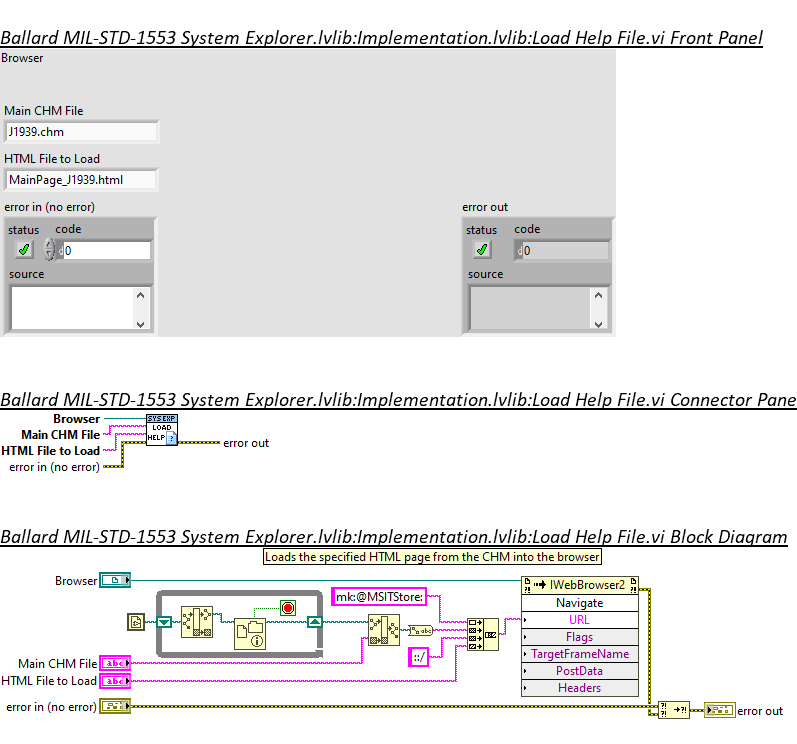 Ballard MIL-STD-1553 System Explorer.lvlib:Implementation.lvlib:Load Help File.vi Front Panel
Browser
Main CHM File
J1939.chm
HTML File to Load
MainPage_J1939.html
error in (no error)
error out
status code
0
source
status code
0
source
Ballard MIL-STD-1553 System Explorer.lvlib:Implementation.lvlib:Load Help File.vi Connector Pane
Browser
Main CHM File
HTML File to Load
error in (no error)
SYS EXP
LOAD
HELP ?
error out
Ballard MIL-STD-1553 System Explorer.lvlib:Implementation.lvlib:Load Help File.vi Block Diagram
Loads the specified HTML page from the CHM into the browser
Browser
IWebBrowser2
Navigate
URL
Flags
TargetFrameName
PostData
Headers
mk:@MSITStore:
abc
::/
Main CHM File
abc
HTML File to Load
abc
error in (no error)
error out